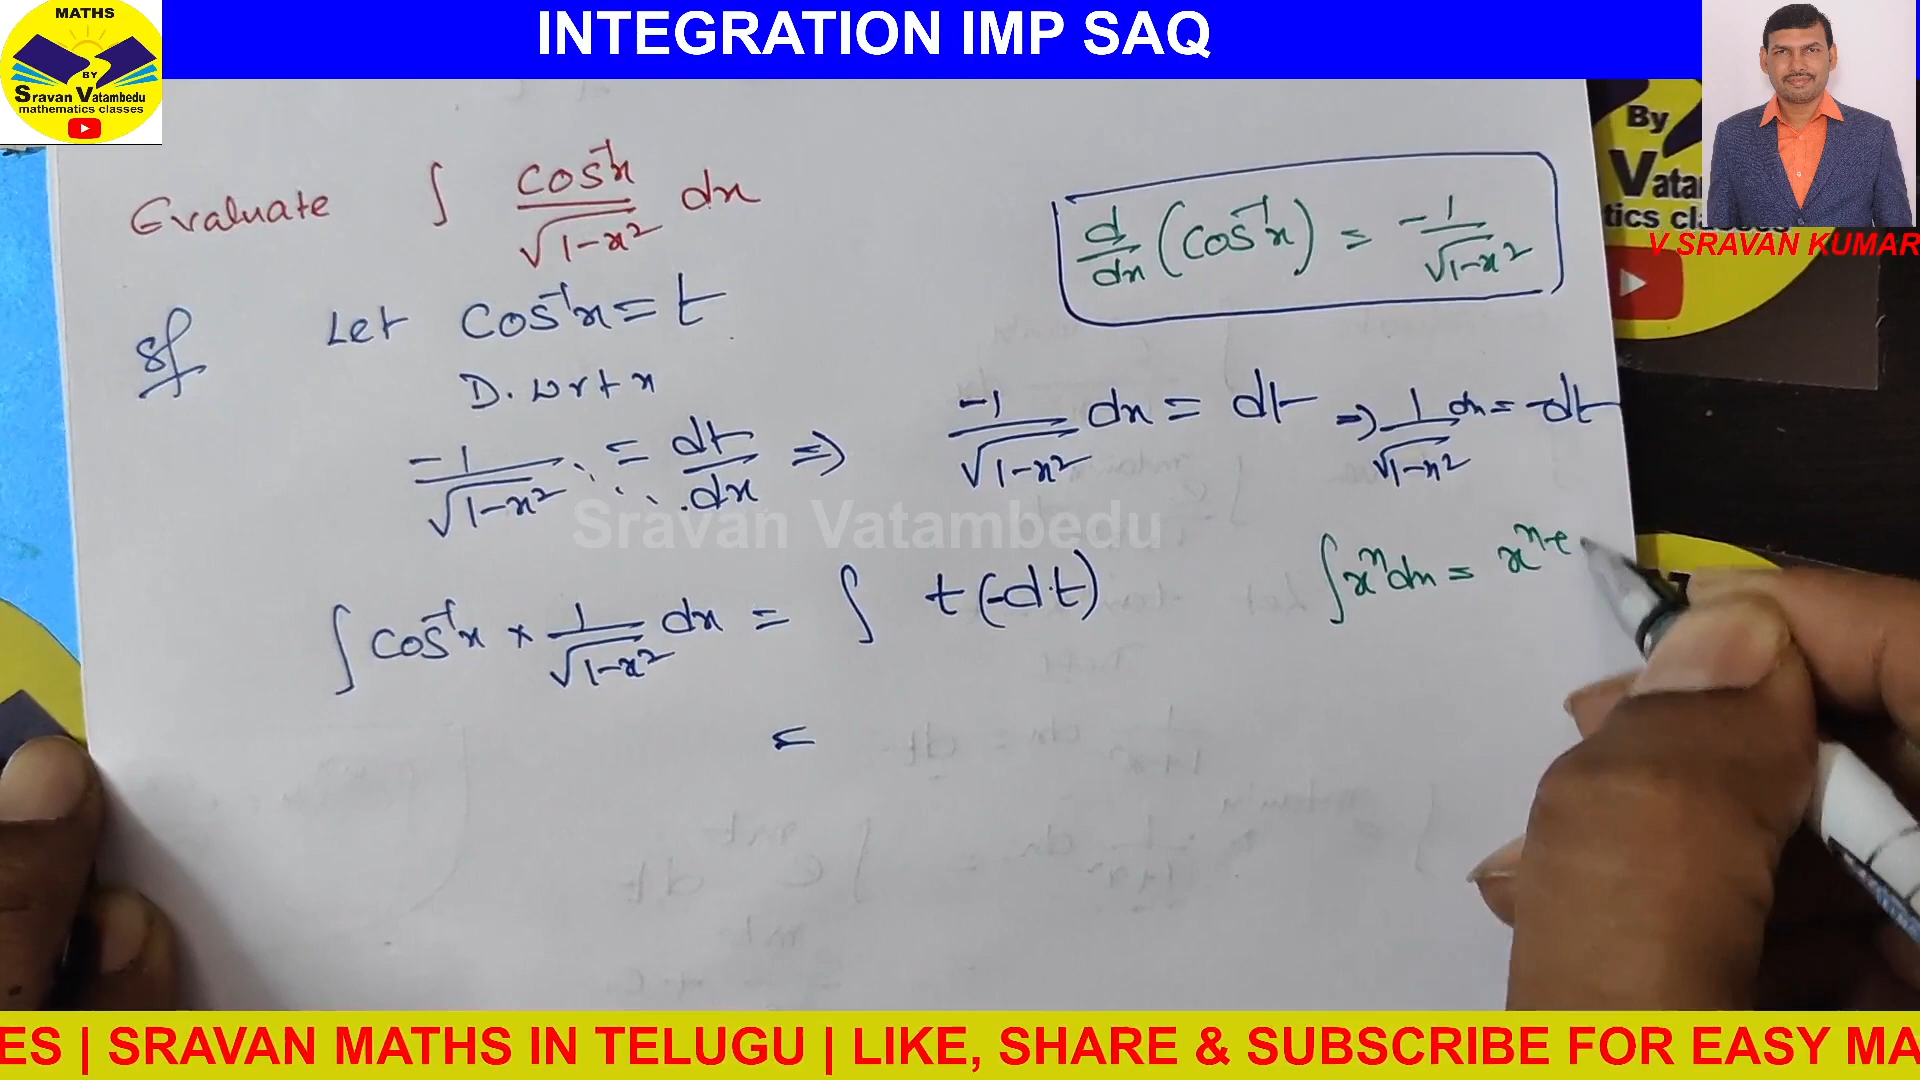 MATHS
BY
Sravan Vatambedu
mathematics classes
INTEGRATION IMP SAQ
By
Vata
tics cl
V SRAVAN KUMAR
Evaluate ∫ Cos⁻¹x/√1-x² dx
d/dx (Cos⁻¹x) = -1/√1-x²
Sol Let Cos⁻¹x = t
D. w r t x
-1/√1-x² = dt/dx ⇒ -1/√1-x² dx = dt ⇒ 1/√1-x² dx = -dt
Sravan Vatambedu
∫ Cos⁻¹x × 1/√1-x² dx = ∫ t(-dt)
∫xⁿdx =
=
ES | SRAVAN MATHS IN TELUGU | LIKE, SHARE & SUBSCRIBE FOR EASY MA